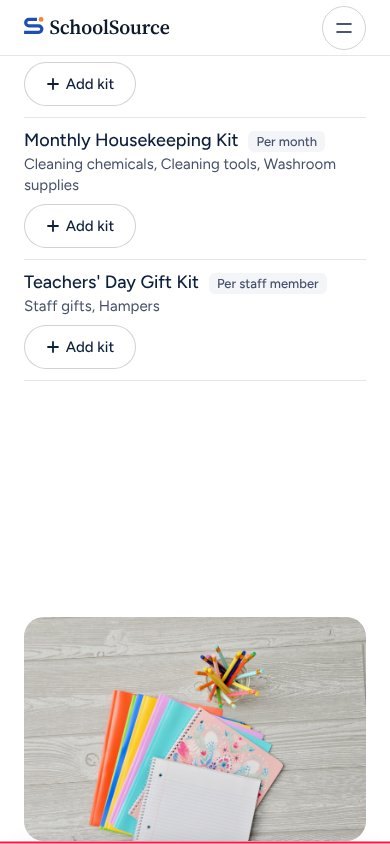 SchoolSource
+ Add kit
Monthly Housekeeping Kit Per month
Cleaning chemicals, Cleaning tools, Washroom
supplies
+ Add kit
Teachers' Day Gift Kit Per staff member
Staff gifts, Hampers
+ Add kit